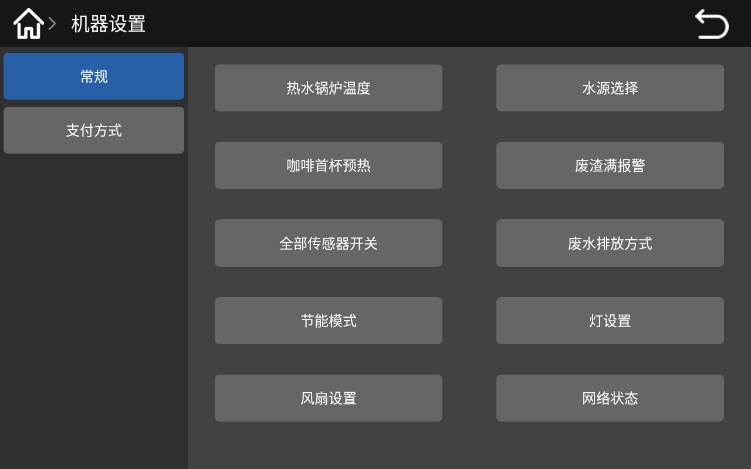 机器设置
常规
支付方式
热水锅炉温度
水源选择
咖啡首杯预热
废渣满报警
全部传感器开关
废水排放方式
节能模式
灯设置
风扇设置
网络状态